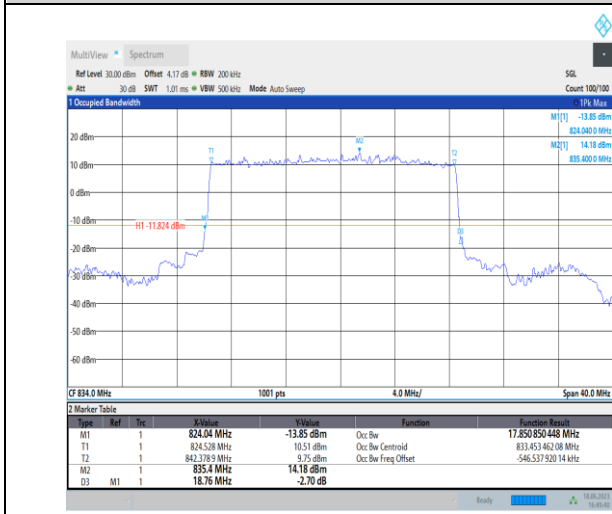 MultiView Spectrum
Ref Level 30.00 dBm Offset 4.17 dB RBW 200 kHz SGL
Att 30 dB SWT 1.01 ms VBW 500 kHz Mode Auto Sweep Count 100/100
1 Occupied Bandwidth 1Pk Max
M1[1] -13.85 dBm
824.040 0 MHz
M2[1] 14.18 dBm
835.400 0 MHz
20 dBm
M2
T1
T2
10 dBm
0 dBm
-10 dBm
M1
H1 -11.824 dBm
D3
-20 dBm
-30 dBm
-40 dBm
-50 dBm
-60 dBm
CF 834.0 MHz 1001 pts 4.0 MHz/ Span 40.0 MHz
2 Marker Table
Type Ref Trc X-Value Y-Value Function Function Result
M1 1 824.04 MHz -13.85 dBm Occ Bw 17.850 850 448 MHz
T1 1 824.528 MHz 10.51 dBm Occ Bw Centroid 833.453 462 08 MHz
T2 1 842.3789 MHz 9.75 dBm Occ Bw Freq Offset -546.537 920 14 kHz
M2 1 835.4 MHz 14.18 dBm
D3 M1 1 18.76 MHz -2.70 dB
Ready